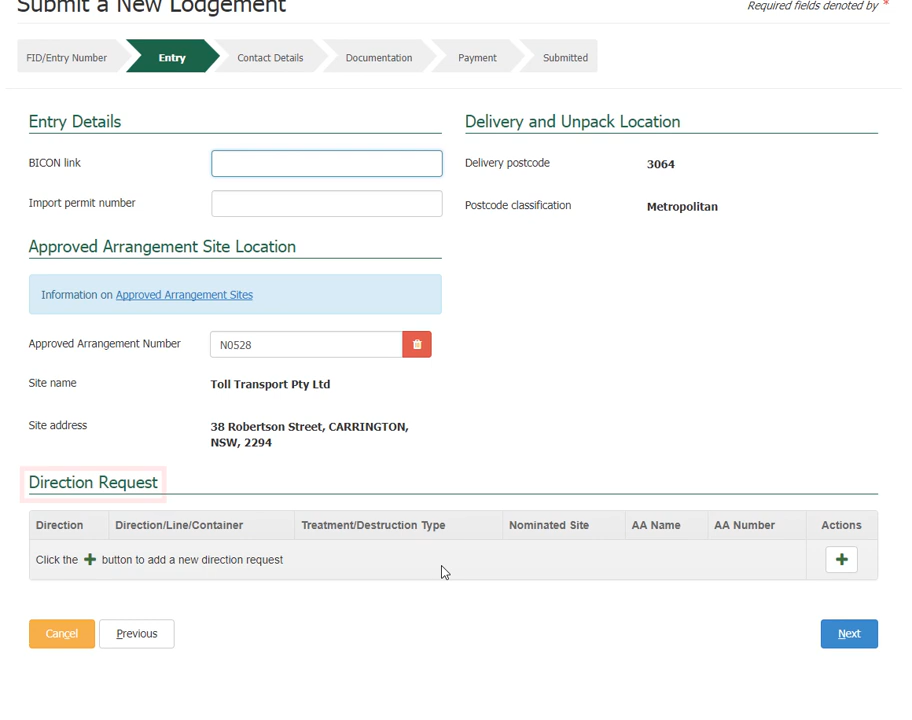 Submit a New Lodgement
Required fields denoted by *
FID/Entry Number
Entry
Contact Details
Documentation
Payment
Submitted
Entry Details
BICON link
Import permit number
Delivery and Unpack Location
Delivery postcode 3064
Postcode classification Metropolitan
Approved Arrangement Site Location
Information on Approved Arrangement Sites
Approved Arrangement Number N0528
Site name Toll Transport Pty Ltd
Site address 38 Robertson Street, CARRINGTON,
NSW, 2294
Direction Request
Direction Direction/Line/Container Treatment/Destruction Type Nominated Site AA Name AA Number Actions
Click the + button to add a new direction request +
Cancel Previous Next